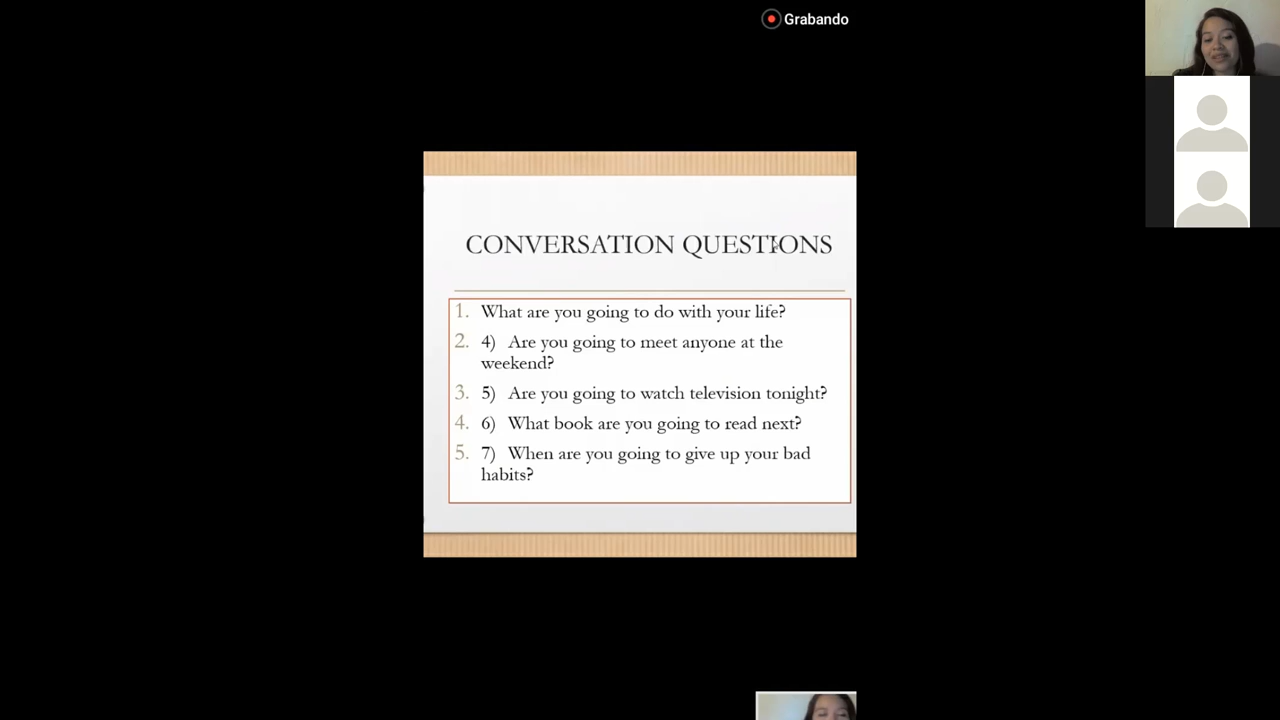 Grabando
CONVERSATION QUESTIONS
1. What are you going to do with your life?
2. 4) Are you going to meet anyone at the
weekend?
3. 5) Are you going to watch television tonight?
4. 6) What book are you going to read next?
5. 7) When are you going to give up your bad
habits?